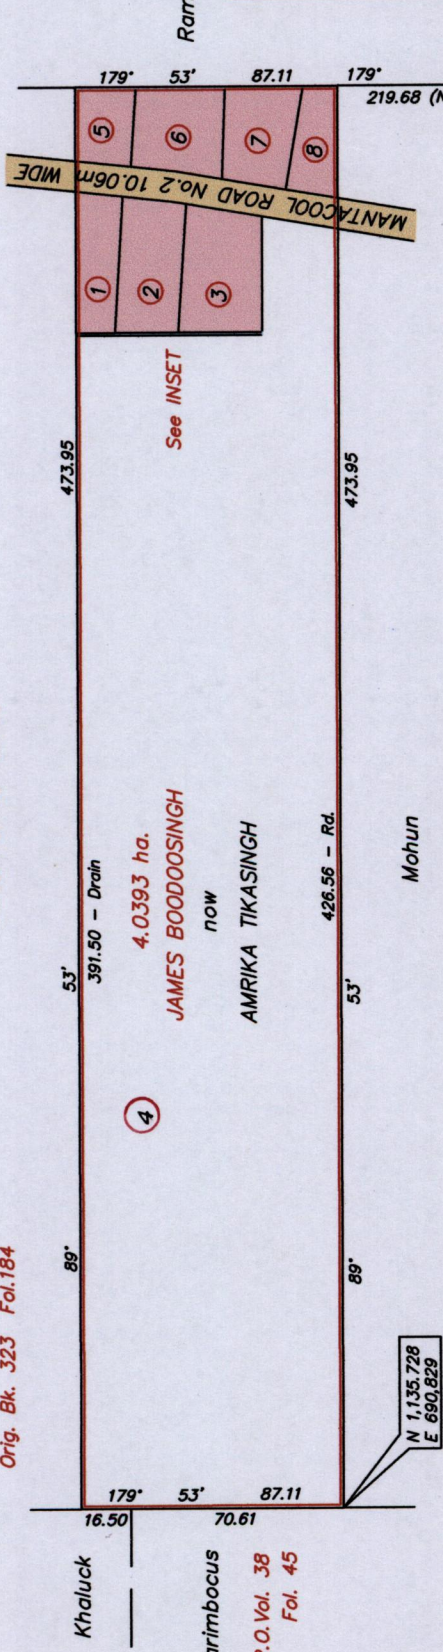 Orig. Bk. 323 Fol.184
Khaluck
16.50
70.61
.O.Vol. 38
Fol. 45
179° 53' 87.11
89° 53' 473.95
391.50 – Drain
4
4.0393 ha.
JAMES BOODOOSINGH
now
AMRIKA TIKASINGH
See INSET
426.56 – Rd.
89° 53' 473.95
N 1,135.728
E 690,829
Mohun
1
2
3
MANTACOOL ROAD No.2 10.06m WIDE
5
6
7
8
179° 53' 87.11
179°
219.68